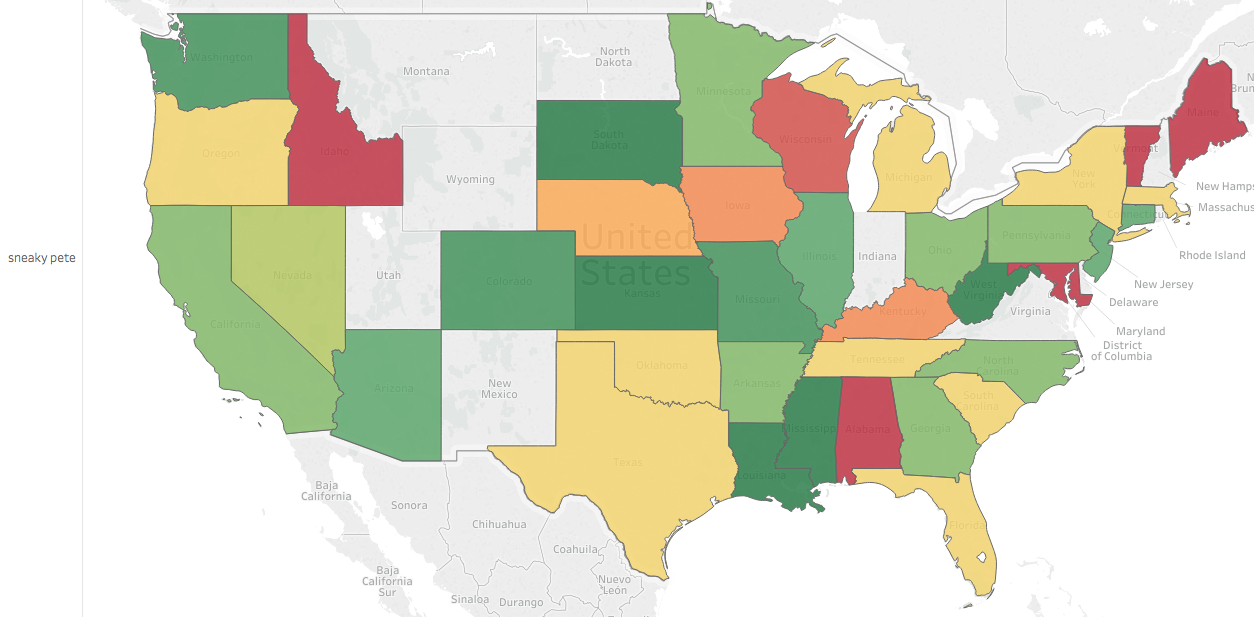 sneaky pete
Washington
Montana
North
Dakota
Minnesota
Maine
N
Brun
South
Dakota
Wisconsin
Vermont
Oregon
Idaho
Wyoming
Michigan
New
York
New Hamps
Massachus
Iowa
Connecticut
United
States
Ohio
Pennsylvania
Rhode Island
Nevada
Utah
Colorado
Kansas
Missouri
Illinois
Indiana
West
Virginia
New Jersey
Delaware
Virginia
Maryland
District
of Columbia
California
Kentucky
Arizona
New
Mexico
Oklahoma
Arkansas
Tennessee
North
Carolina
South
Carolina
Mississippi
Alabama
Georgia
Texas
Louisiana
Florida
Baja
California
Sonora
Chihuahua
Coahuila
Baja
California
Sur
Nuevo
León
Sinaloa
Durango